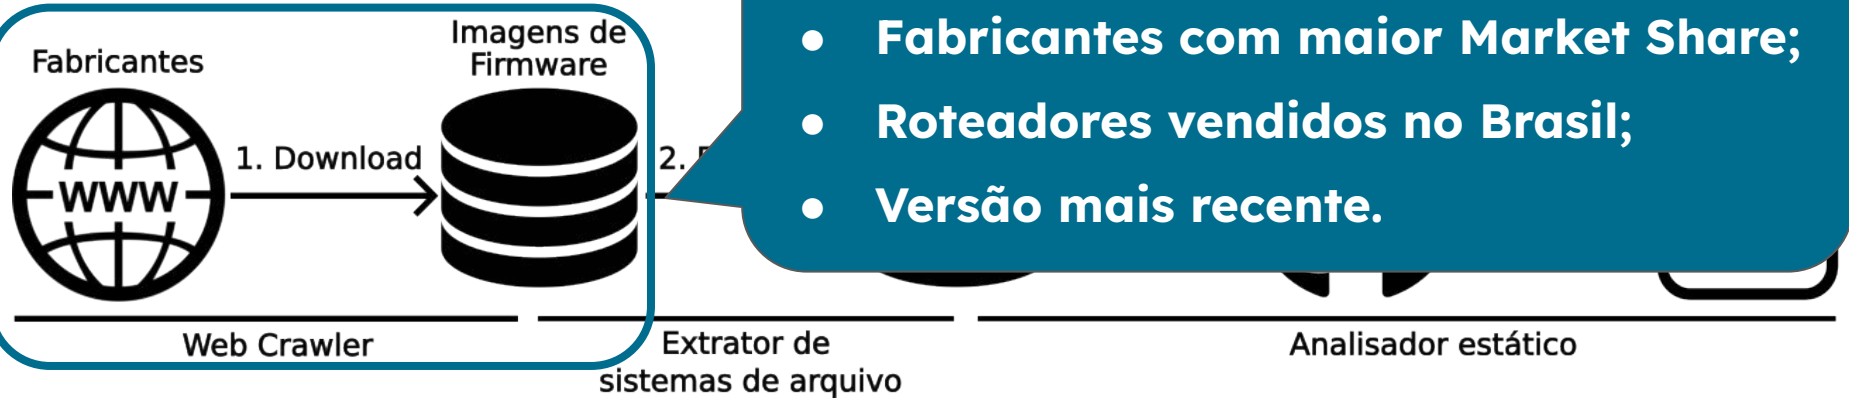 Fabricantes
Imagens de
Firmware
WWW
1. Download
2.
● Fabricantes com maior Market Share;
● Roteadores vendidos no Brasil;
● Versão mais recente.
Web Crawler
Extrator de
sistemas de arquivo
Analisador estático